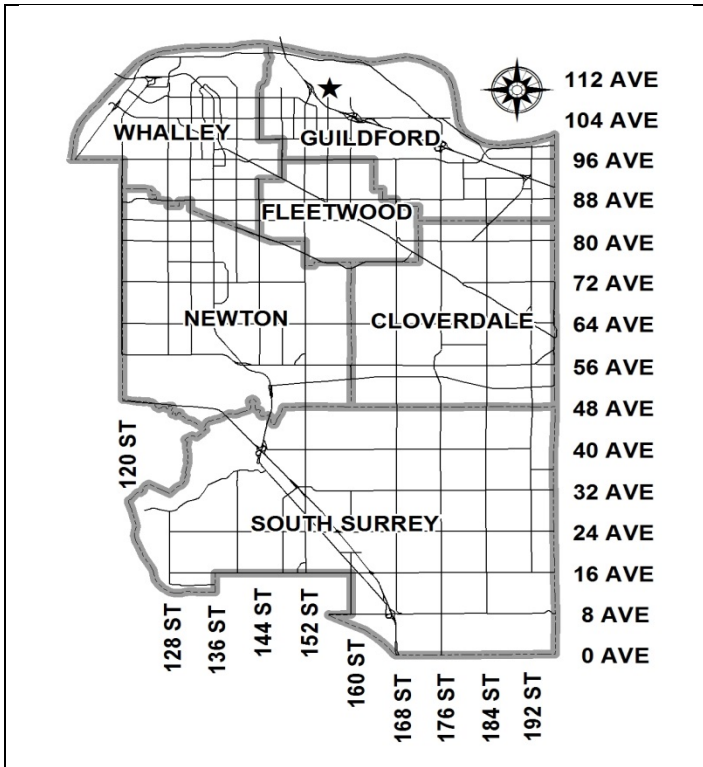 112 AVE
104 AVE
WHALLEY
GUILDFORD
96 AVE
88 AVE
FLEETWOOD
80 AVE
72 AVE
NEWTON
CLOVERDALE
64 AVE
56 AVE
48 AVE
120 ST
40 AVE
32 AVE
SOUTH SURREY
24 AVE
16 AVE
8 AVE
0 AVE
128 ST
136 ST
144 ST
152 ST
160 ST
168 ST
176 ST
184 ST
192 ST